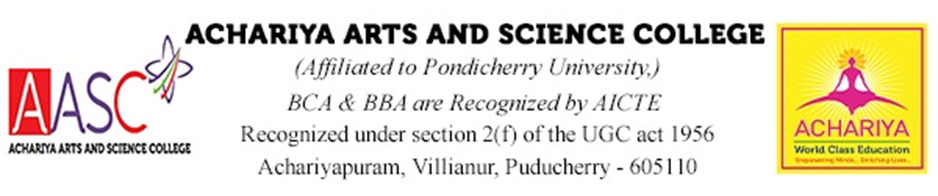 ACHARIYA ARTS AND SCIENCE COLLEGE
(Affiliated to Pondicherry University,)
BCA & BBA are Recognized by AICTE
Recognized under section 2(f) of the UGC act 1956
Achariyapuram, Villianur, Puducherry - 605110
AASC
ACHARIYA ARTS AND SCIENCE COLLEGE
ACHARIYA
World Class Education
Empowering Minds... Enriching Lives...